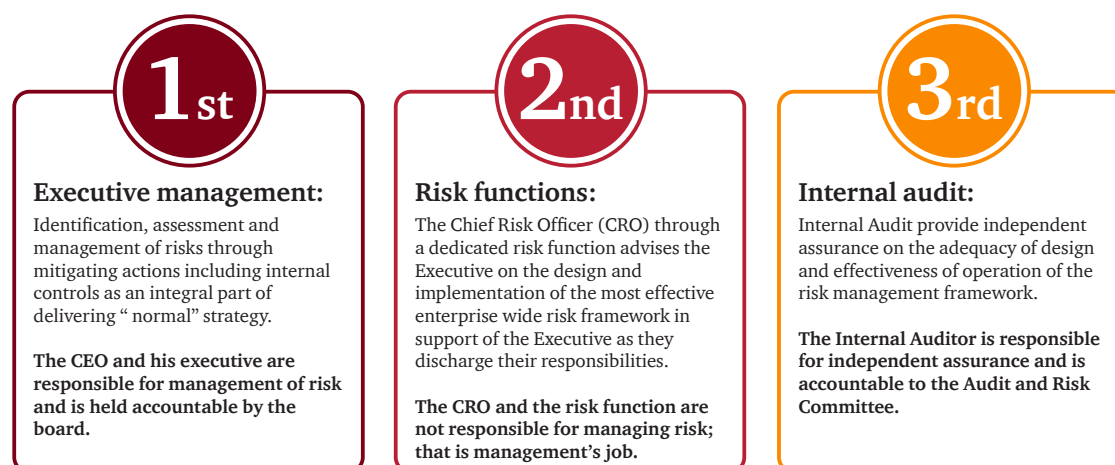 1st
Executive management:
Identification, assessment and
management of risks through
mitigating actions including internal
controls as an integral part of
delivering “ normal” strategy.
The CEO and his executive are
responsible for management of risk
and is held accountable by the
board.
2nd
Risk functions:
The Chief Risk Officer (CRO) through
a dedicated risk function advises the
Executive on the design and
implementation of the most effective
enterprise wide risk framework in
support of the Executive as they
discharge their responsibilities.
The CRO and the risk function are
not responsible for managing risk;
that is management’s job.
3rd
Internal audit:
Internal Audit provide independent
assurance on the adequacy of design
and effectiveness of operation of the
risk management framework.
The Internal Auditor is responsible
for independent assurance and is
accountable to the Audit and Risk
Committee.